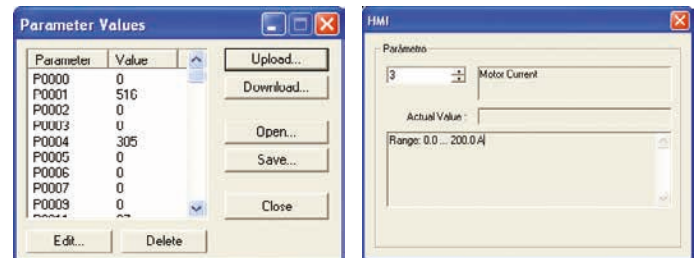 Parameter Values
Parameter Value
P0000 0
P0001 516
P0002 0
P0003 0
P0004 305
P0005 0
P0006 0
P0007 0
P0009 0
Upload...
Download...
Open...
Save...
Close
Edit... Delete
HMI
Parâmetro
3 Motor Current
Actual Value :
Range: 0.0 ... 200.0 A